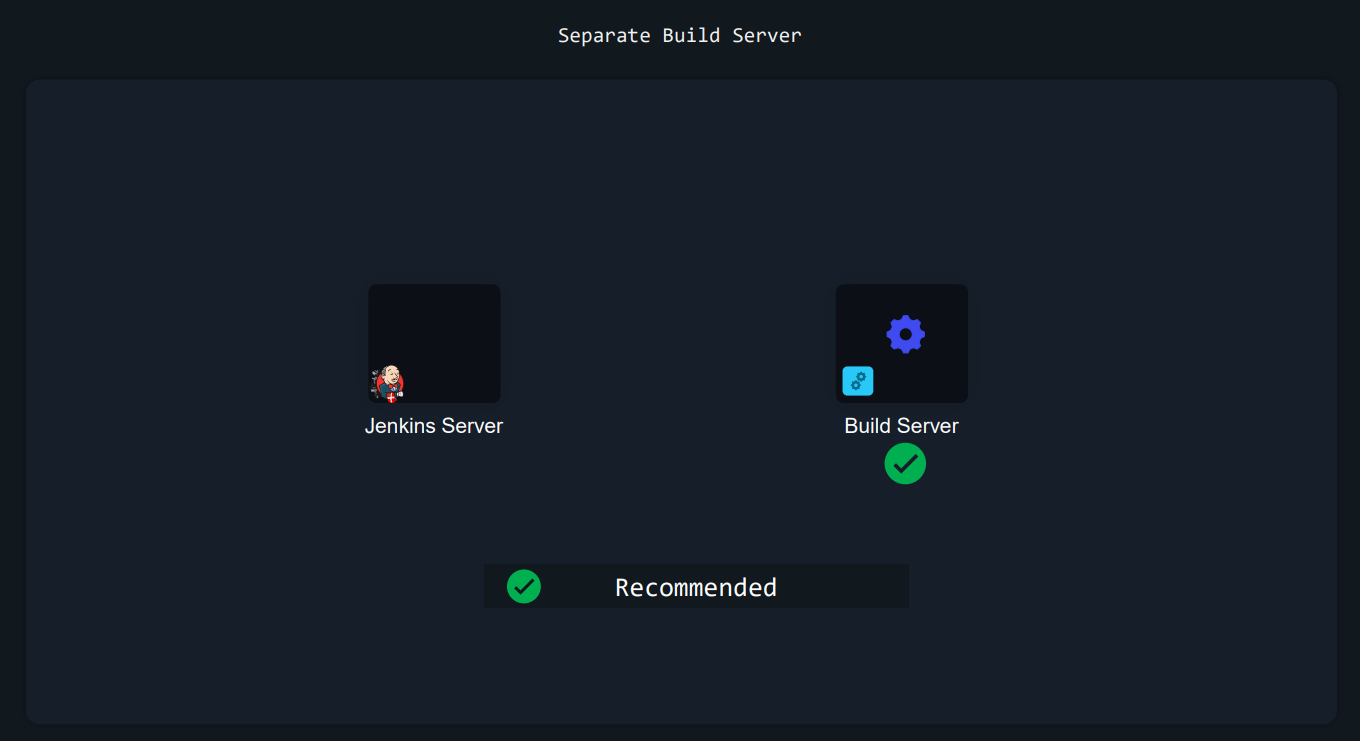 Separate Build Server
Jenkins Server
Build Server
Recommended